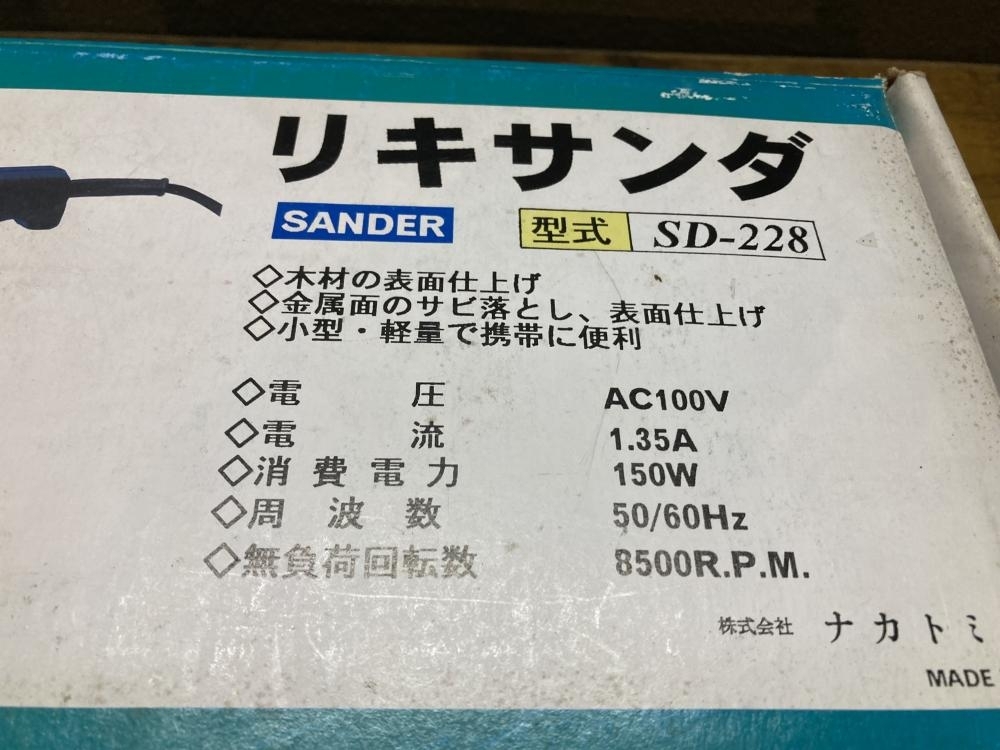 リキサンダ
SANDER 型式 SD-228
◇木材の表面仕上げ
◇金属面のサビ落とし、表面仕上げ
◇小型・軽量で携帯に便利
◇電圧 AC100V
◇電流 1.35A
◇消費電力 150W
◇周波数 50/60Hz
◇無負荷回転数 8500R.P.M.
株式会社 ナカトミ
MADE